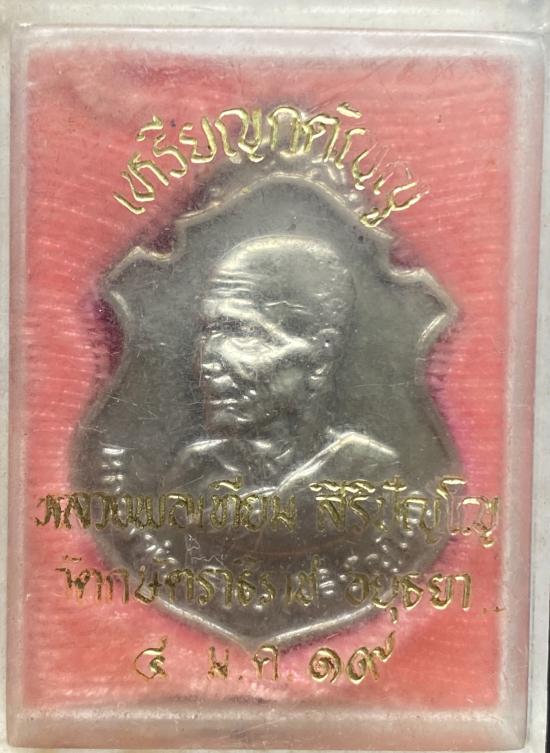 เหรียญกตัญญู
หลวงพ่อเทียม สิริปัญโญ
วัดกษัตราธิราช อยุธยา
๔ ม.ค. ๑๙